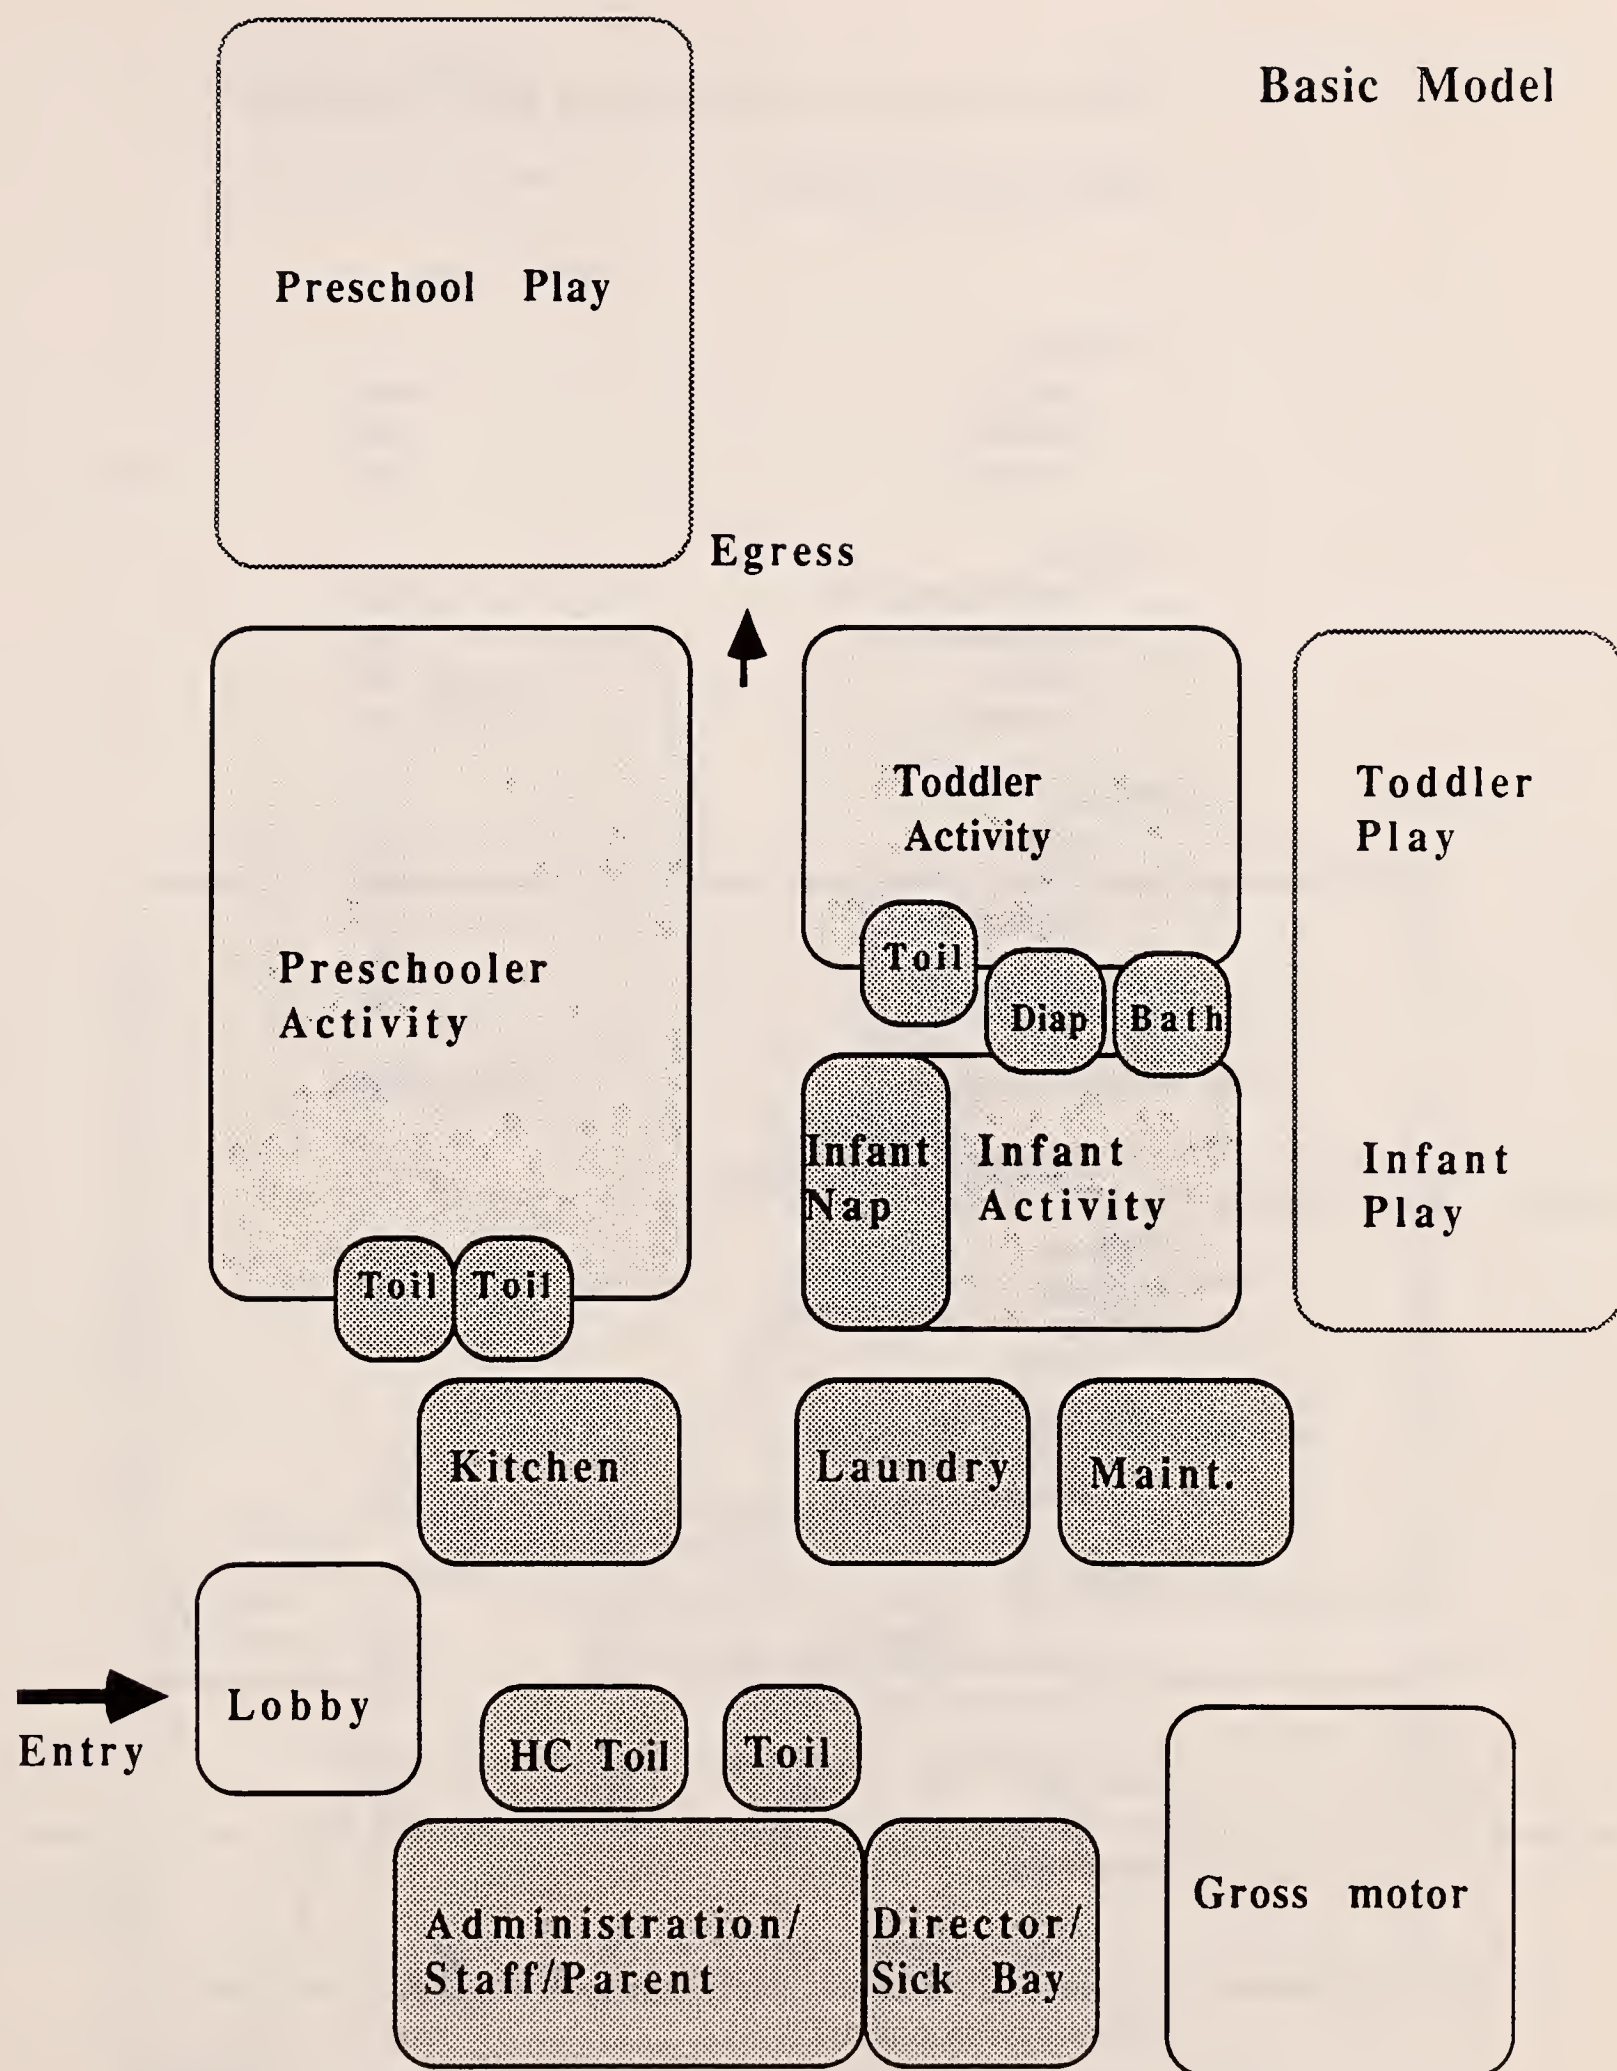 Basic Model
Preschool Play
Egress
Toddler
Activity
Toddler
Play
Preschooler
Activity
Toil
Diap
Bath
Infant
Nap
Infant
Activity
Infant
Play
Toil
Toil
Kitchen
Laundry
Maint.
Lobby
Entry
HC Toil
Toil
Administration/
Staff/Parent
Director/
Sick Bay
Gross motor